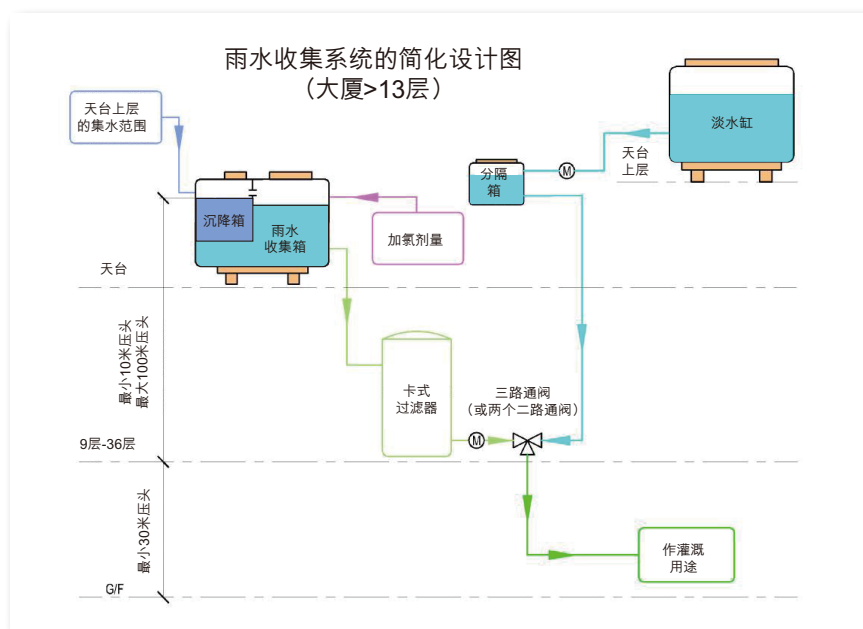 雨水收集系统的简化设计图
（大厦>13层）
天台上层
的集水范围
淡水缸
天台
上层
分隔
箱
M
沉降箱
雨水
收集箱
加氯剂量
天台
最小10米压头
最大100米压头
卡式
过滤器
三路通阀
（或两个二路通阀）
M
9层-36层
最小30米压头
作灌溉
用途
G/F